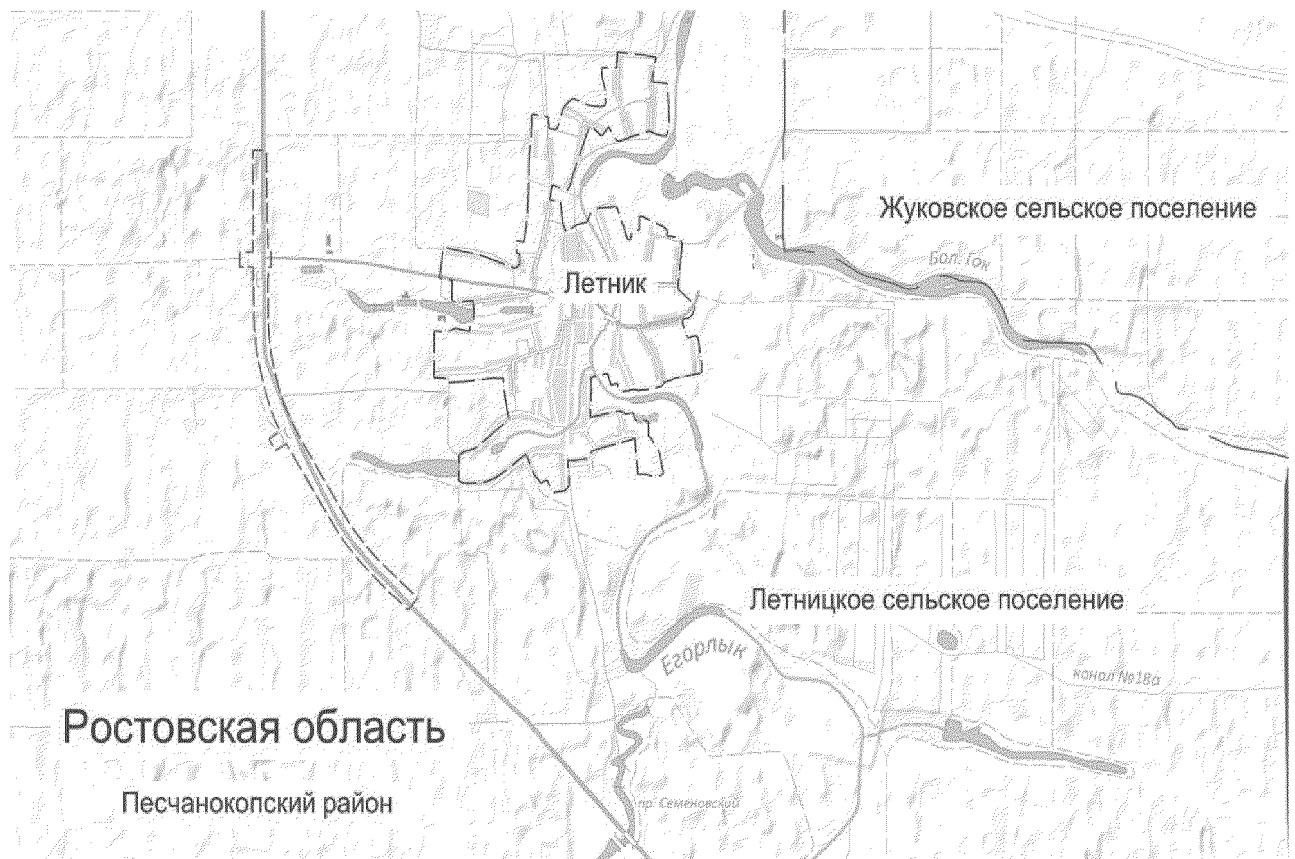 Жуковское сельское поселение
Бол. Гок
Летник
Летницкое сельское поселение
Егорлык
канал №18а
Ростовская область
Песчанокопский район
пр. Семеновский